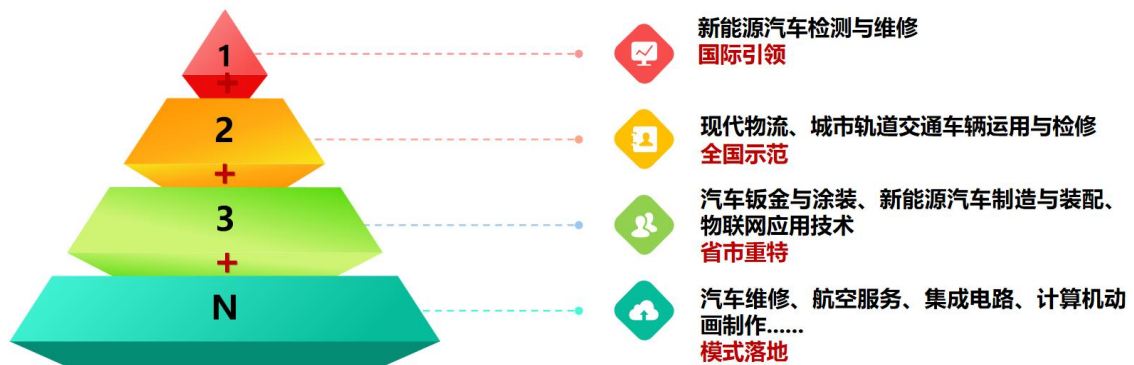 1
新能源汽车检测与维修
国际引领
+
2
现代物流、城市轨道交通车辆运用与检修
全国示范
+
3
汽车钣金与涂装、新能源汽车制造与装配、
物联网应用技术
省市重特
+
N
汽车维修、航空服务、集成电路、计算机动
画制作......
模式落地